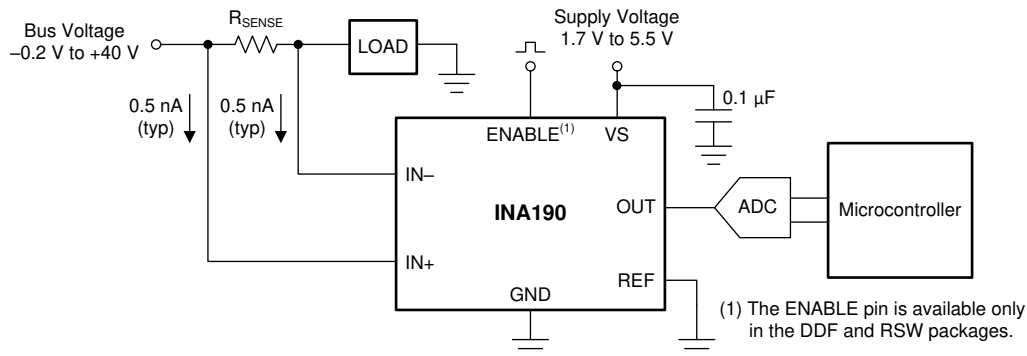 Bus Voltage
–0.2 V to +40 V
RSENSE
LOAD
Supply Voltage
1.7 V to 5.5 V
0.5 nA
(typ)
0.5 nA
(typ)
0.1 µF
ENABLE(1)
VS
IN–
INA190
OUT
ADC
Microcontroller
IN+
REF
GND
(1) The ENABLE pin is available only
in the DDF and RSW packages.